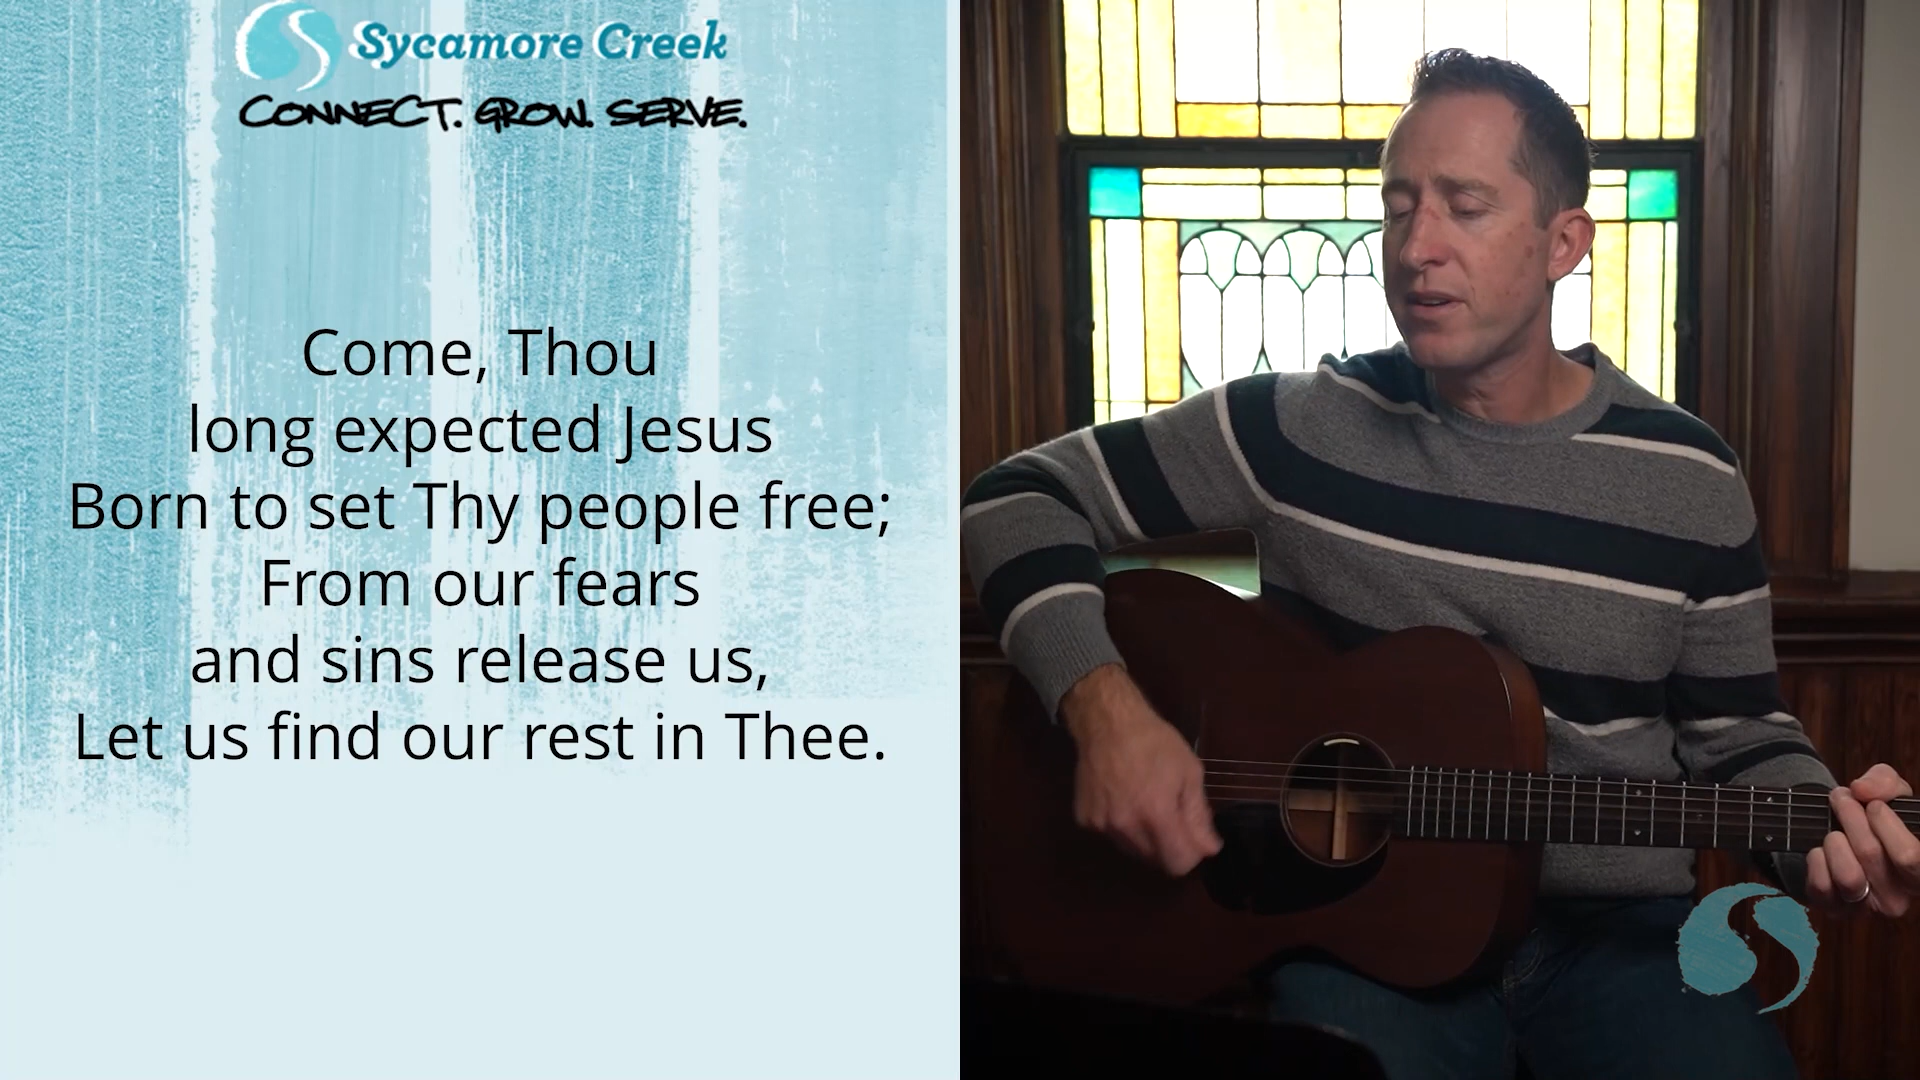 Sycamore Creek
CONNECT. GROW. SERVE.
Come, Thou
long expected Jesus
Born to set Thy people free;
From our fears
and sins release us,
Let us find our rest in Thee.